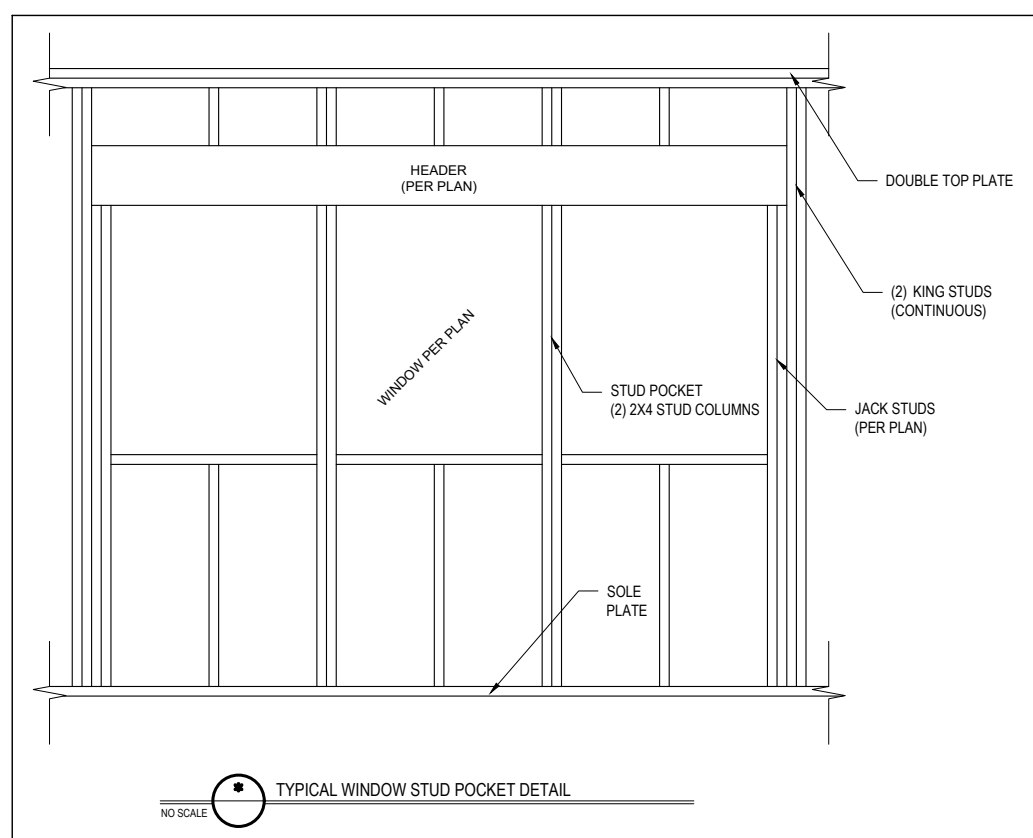 HEADER
(PER PLAN)
DOUBLE TOP PLATE
(2) KING STUDS
(CONTINUOUS)
WINDOW PER PLAN
STUD POCKET
(2) 2X4 STUD COLUMNS
JACK STUDS
(PER PLAN)
SOLE
PLATE
*
TYPICAL WINDOW STUD POCKET DETAIL
NO SCALE